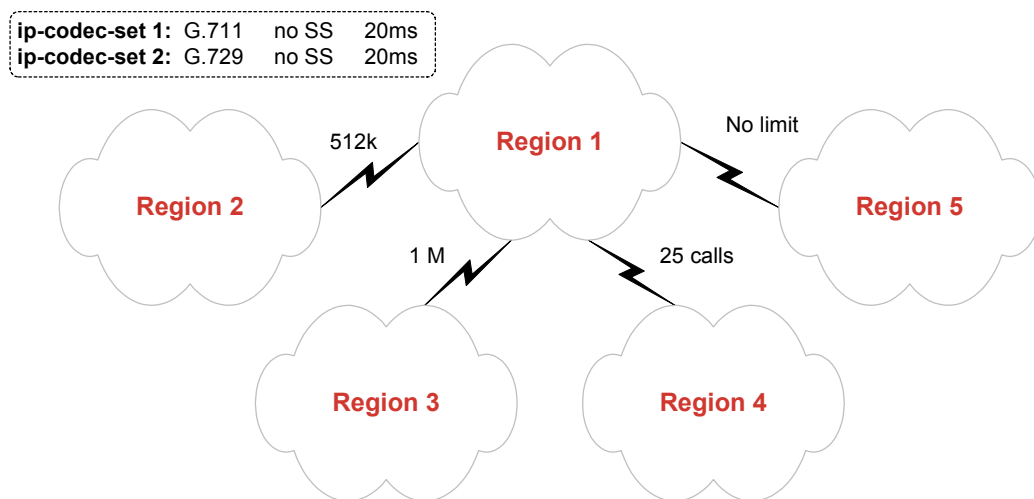 ip-codec-set 1: G.711 no SS 20ms
ip-codec-set 2: G.729 no SS 20ms
Region 1
512k
No limit
Region 2
Region 5
1 M
25 calls
Region 3
Region 4